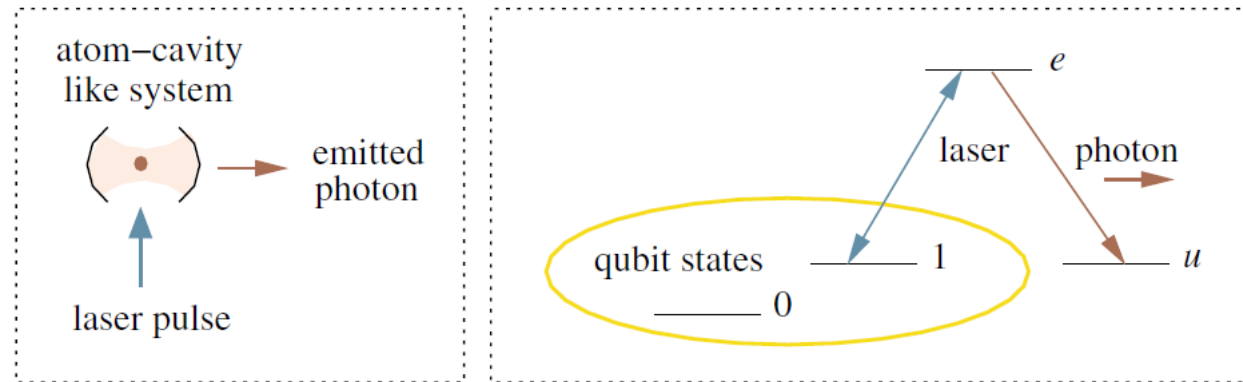 atom–cavity
like system
emitted
photon
laser pulse
e
laser
photon
qubit states
1
u
0